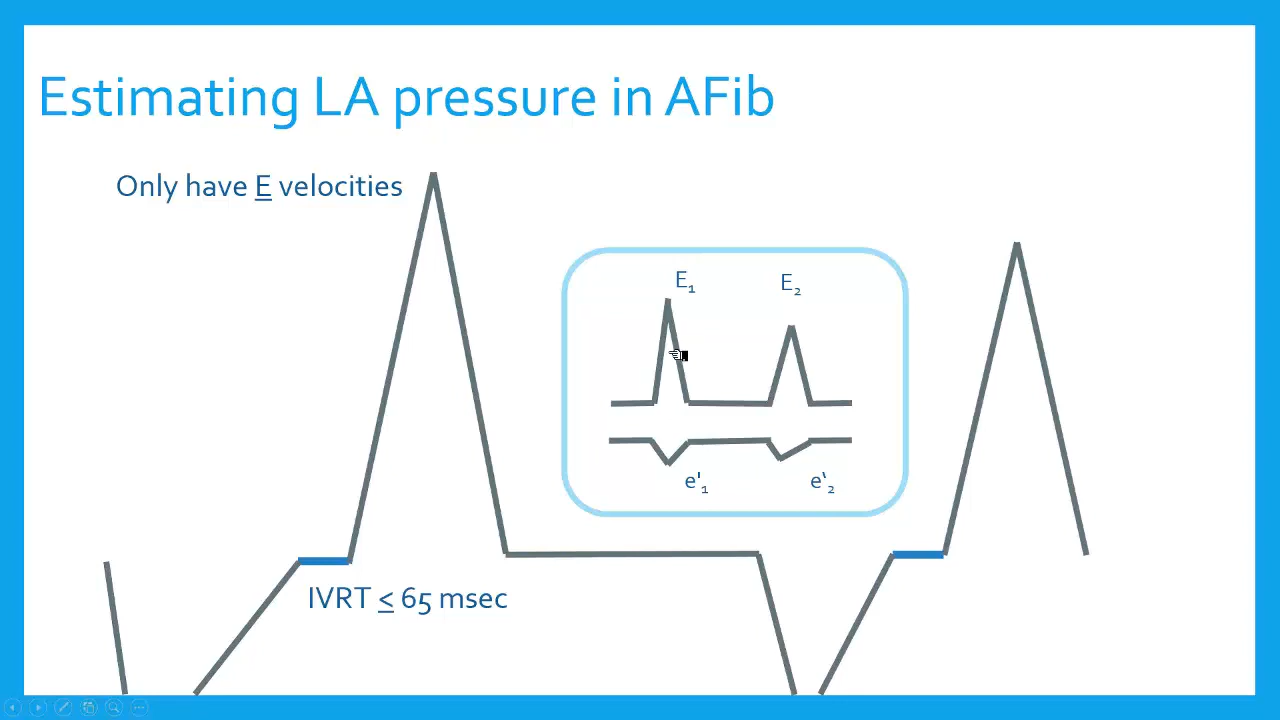 Estimating LA pressure in AFib
Only have E velocities
E₁ E₂
e'₁ e‘₂
IVRT ≤ 65 msec